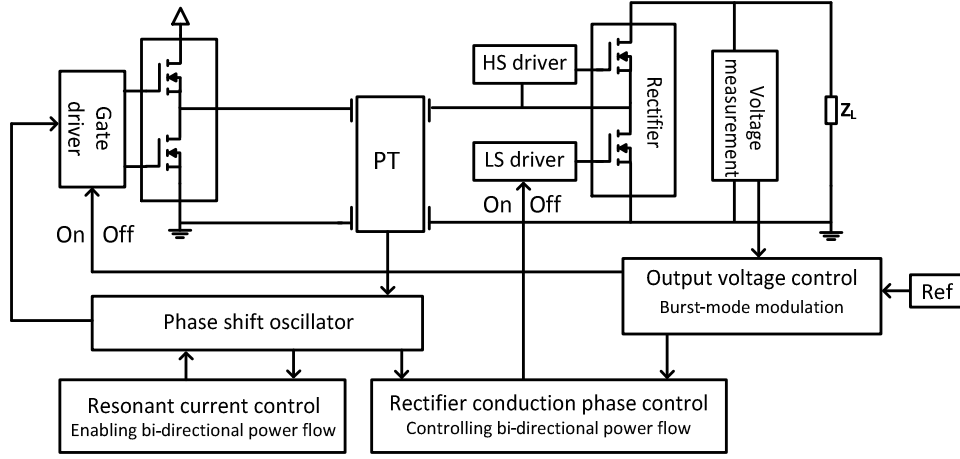 HS driver
Gate
driver
Rectifier
Voltage
measurement
Z_L
PT
LS driver
On Off
On Off
Output voltage control
Burst-mode modulation
Ref
Phase shift oscillator
Resonant current control
Enabling bi-directional power flow
Rectifier conduction phase control
Controlling bi-directional power flow